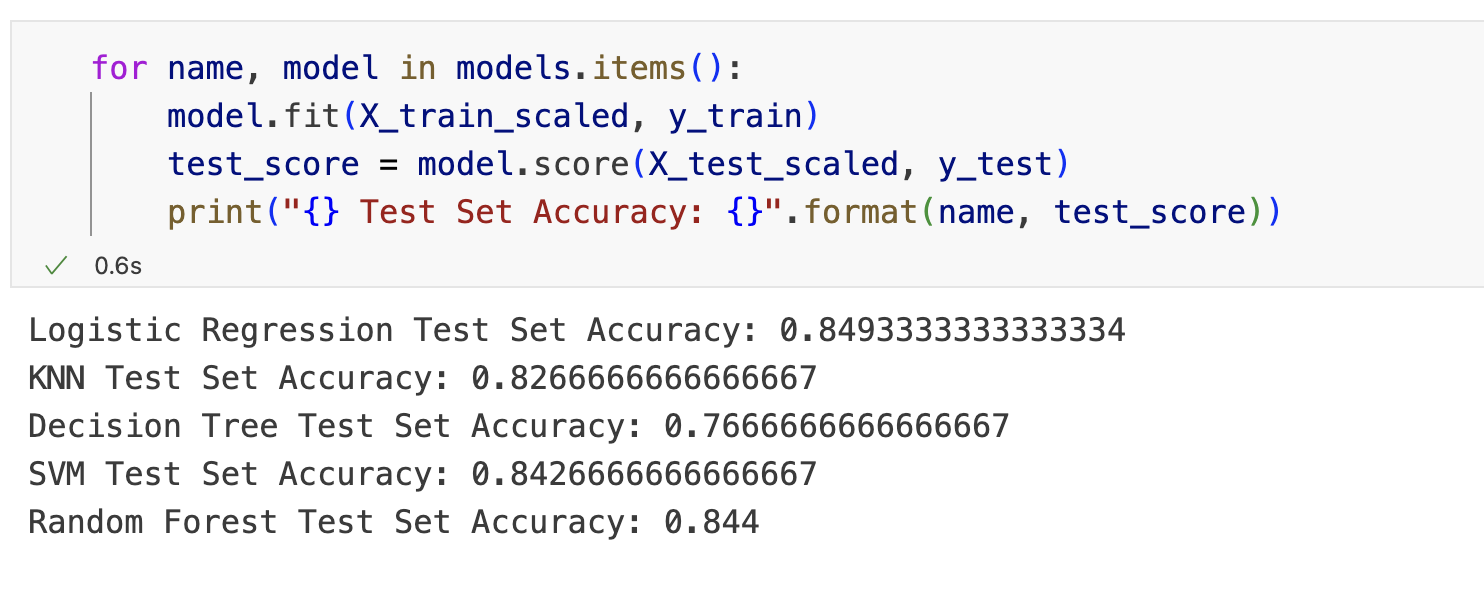 for name, model in models.items():
    model.fit(X_train_scaled, y_train)
    test_score = model.score(X_test_scaled, y_test)
    print("{} Test Set Accuracy: {}".format(name, test_score))
0.6s
Logistic Regression Test Set Accuracy: 0.8493333333333334
KNN Test Set Accuracy: 0.8266666666666667
Decision Tree Test Set Accuracy: 0.7666666666666667
SVM Test Set Accuracy: 0.8426666666666667
Random Forest Test Set Accuracy: 0.844